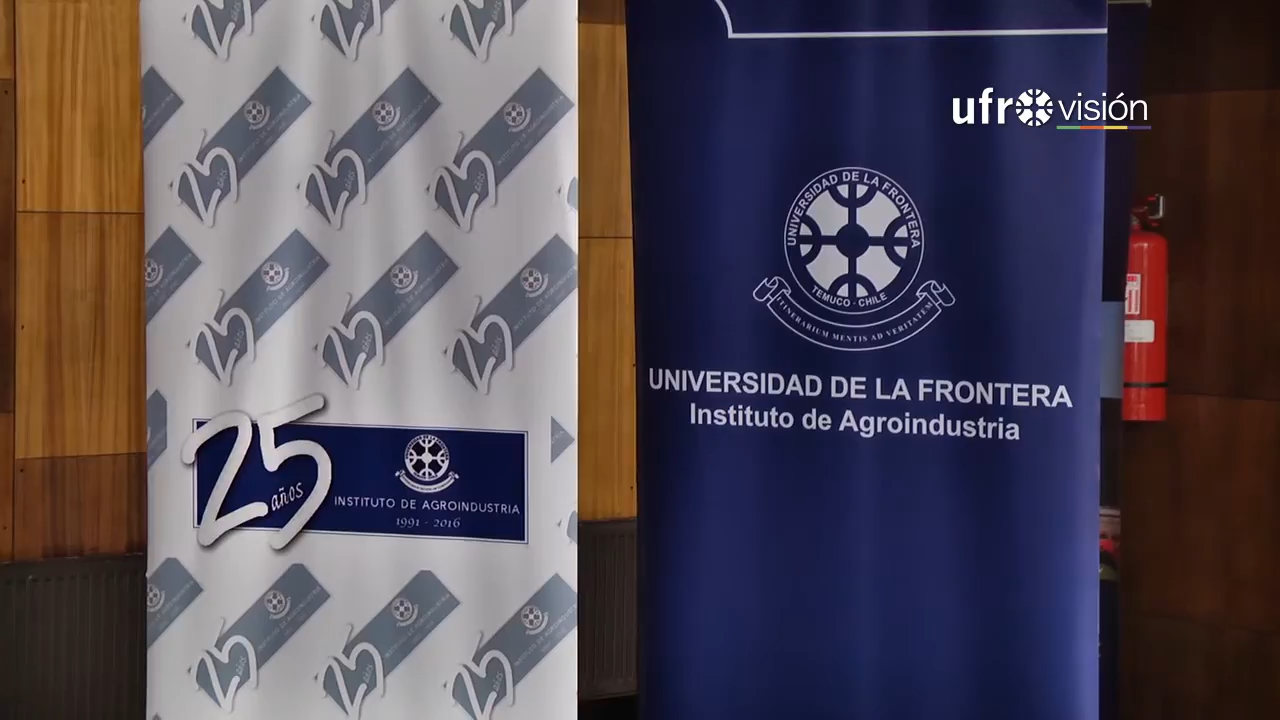 ufro visión
UNIVERSIDAD DE LA FRONTERA
TEMUCO - CHILE
ITINERARIUM MENTIS AD VERITATEM
UNIVERSIDAD DE LA FRONTERA
Instituto de Agroindustria
25 años
INSTITUTO DE AGROINDUSTRIA
1991 - 2016